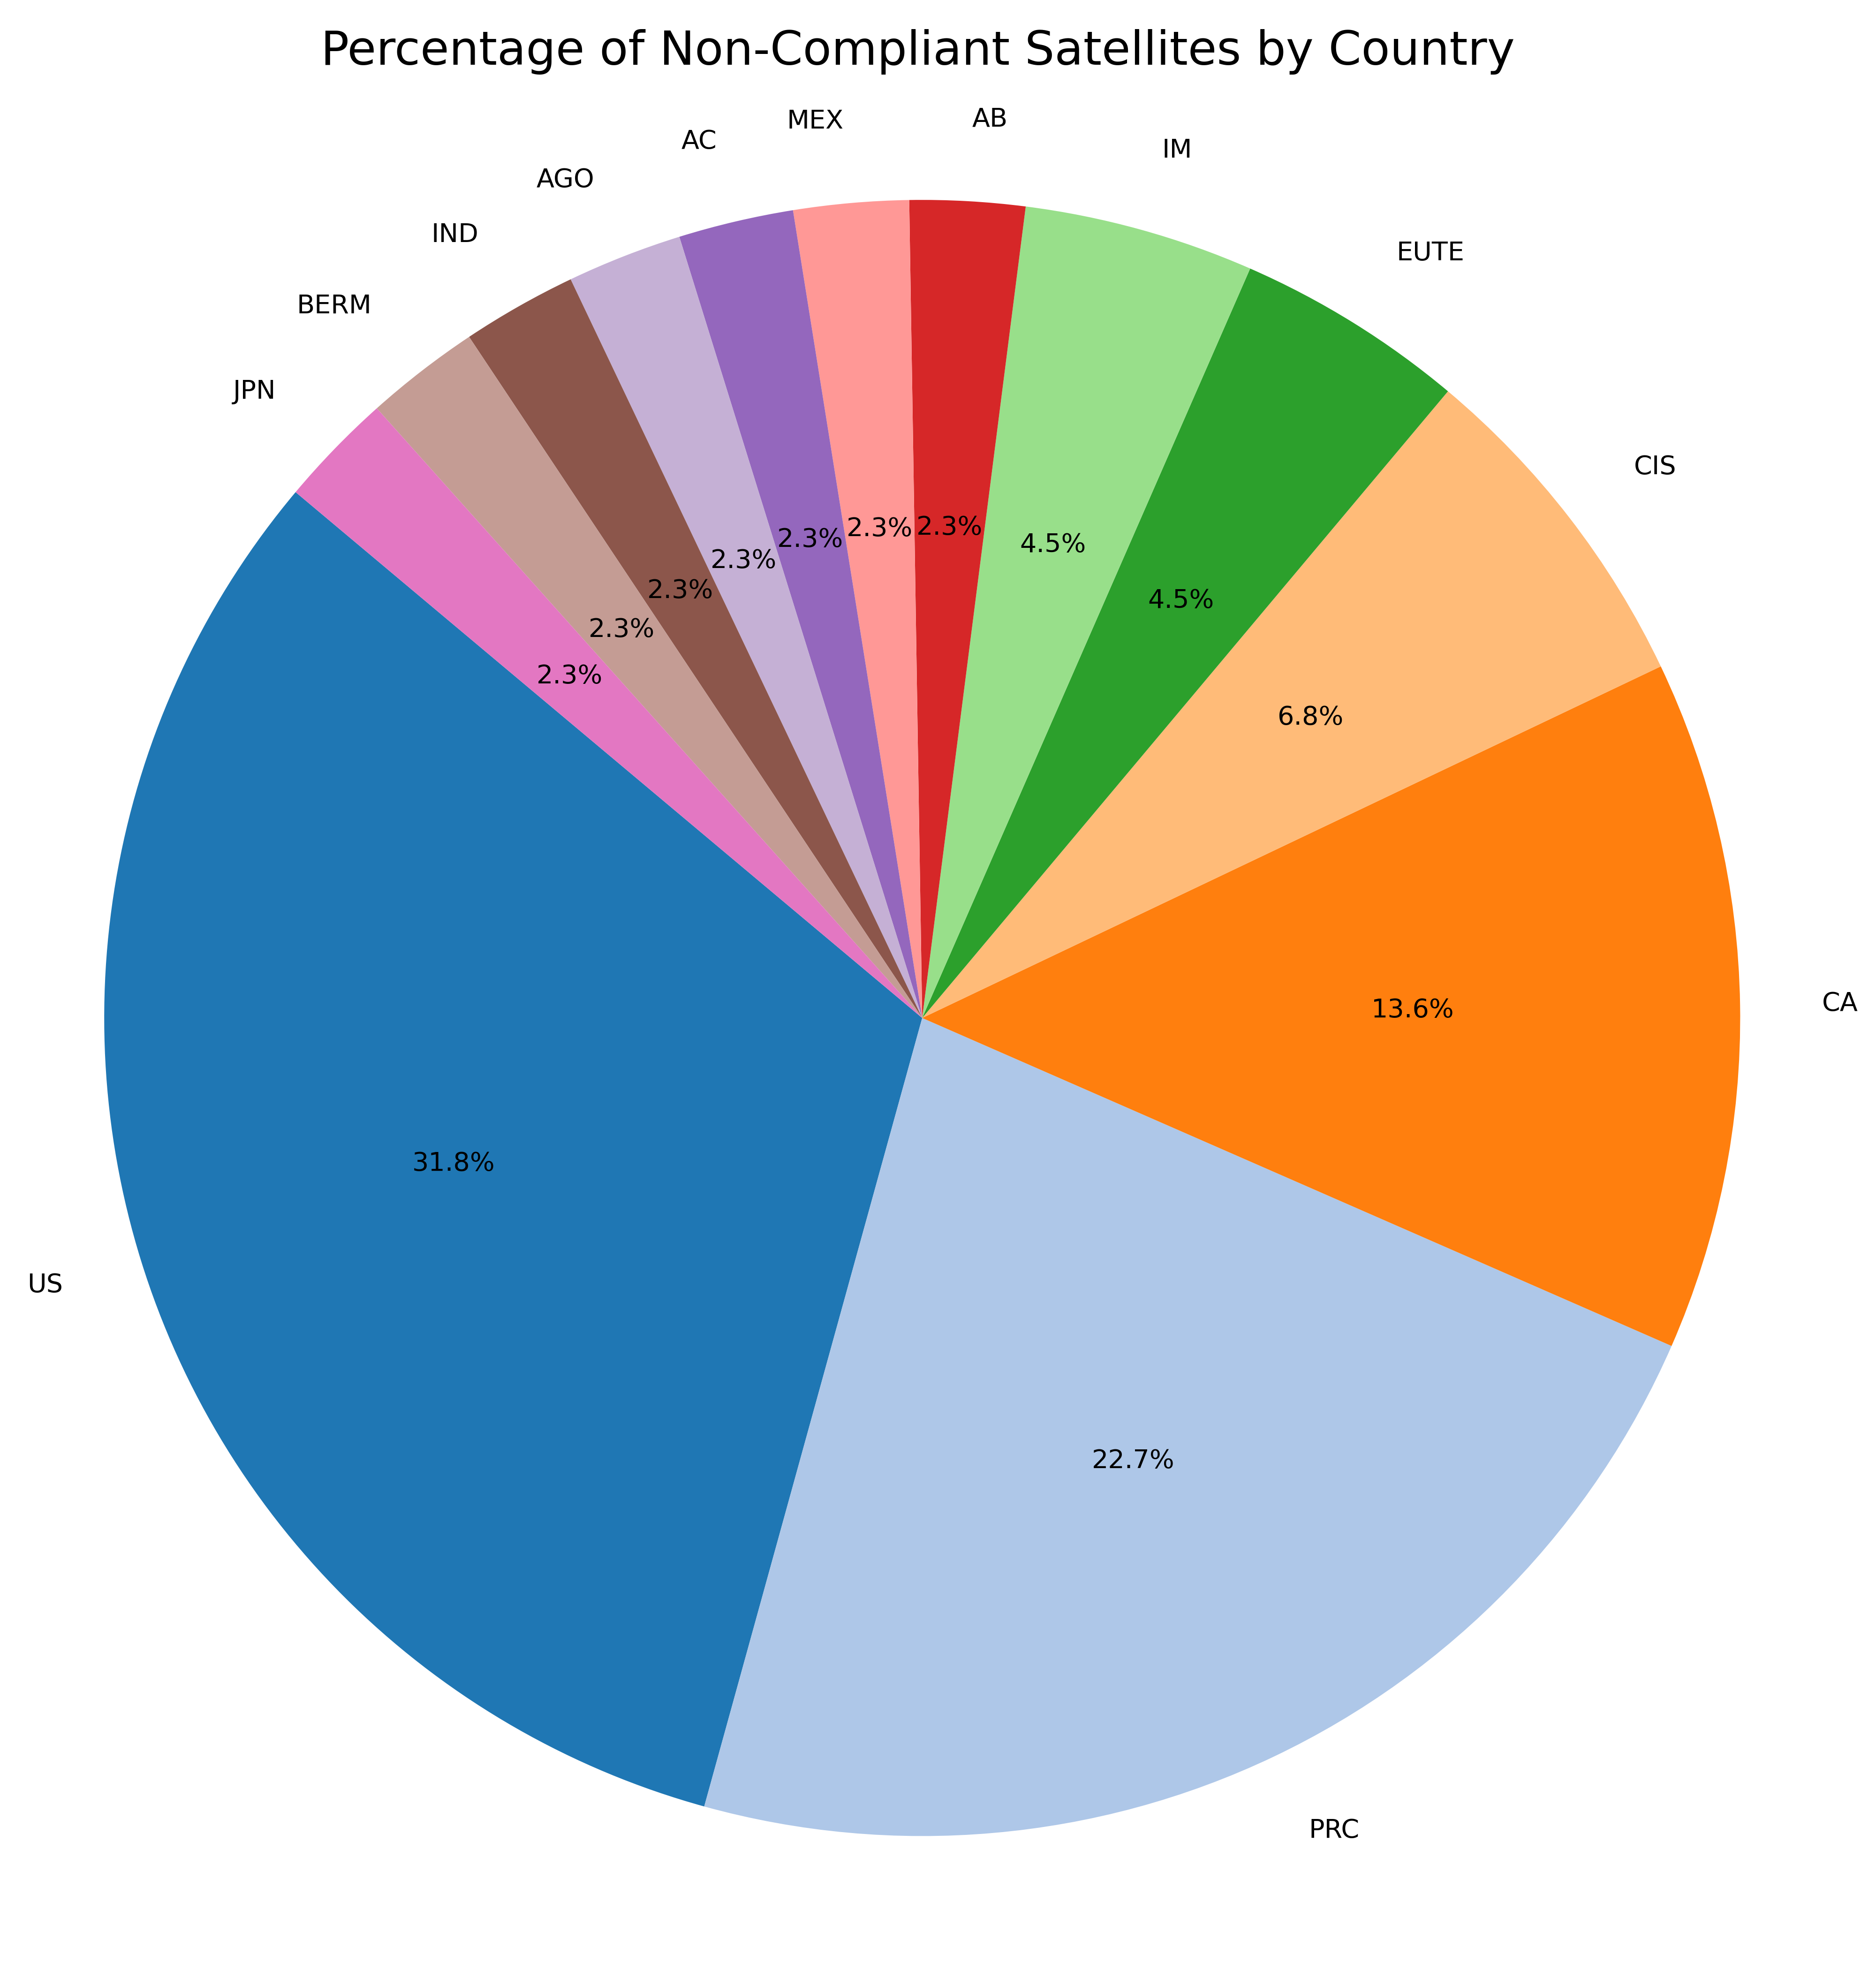 Percentage of Non-Compliant Satellites by Country
MEX
AB
AC
IM
AGO
IND
EUTE
BERM
JPN
CIS
2.3%
2.3%
2.3%
4.5%
2.3%
2.3%
4.5%
2.3%
2.3%
6.8%
CA
13.6%
31.8%
US
22.7%
PRC